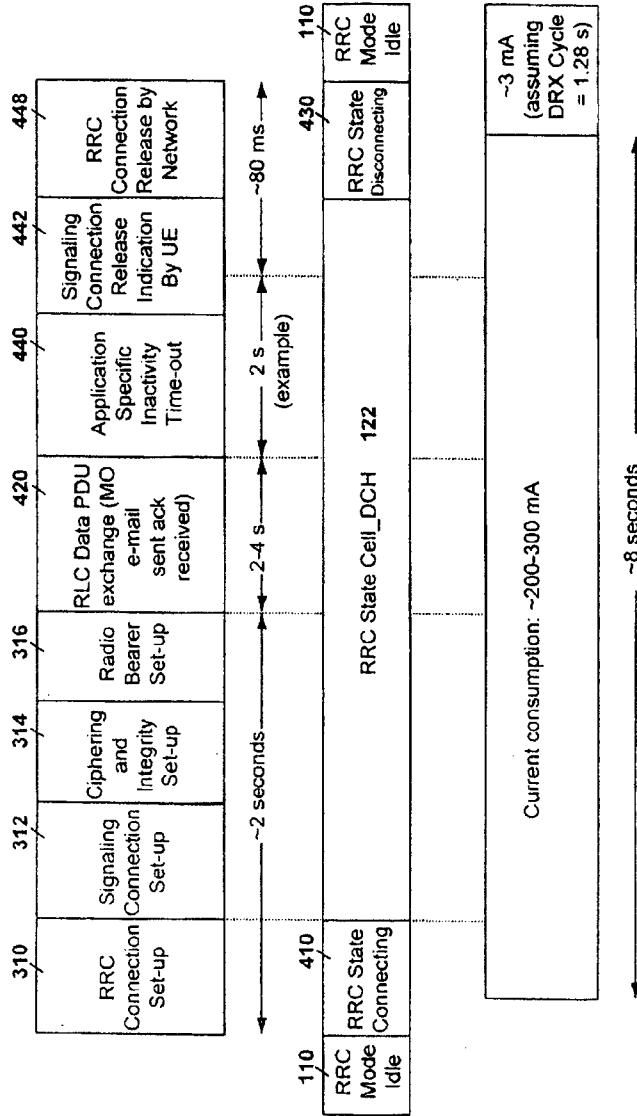 310
312
314
316
420
440
442
448
RRC
Connection
Set-up
Signaling
Connection
Set-up
Ciphering
and
Integrity
Set-up
Radio
Bearer
Set-up
RLC Data PDU
exchange (MO
e-mail
sent ack
received)
Application
Specific
Inactivity
Time-out
Signaling
Connection
Release
Indication
By UE
RRC
Connection
Release by
Network
~2 seconds
2-4 s
2 s
(example)
~80 ms
110
410
430
110
RRC
Mode
Idle
RRC State
Connecting
RRC State Cell_DCH 122
RRC State
Disconnecting
RRC
Mode
Idle
Current consumption: ~200-300 mA
~3 mA
(assuming
DRX Cycle
= 1.28 s)
~8 seconds